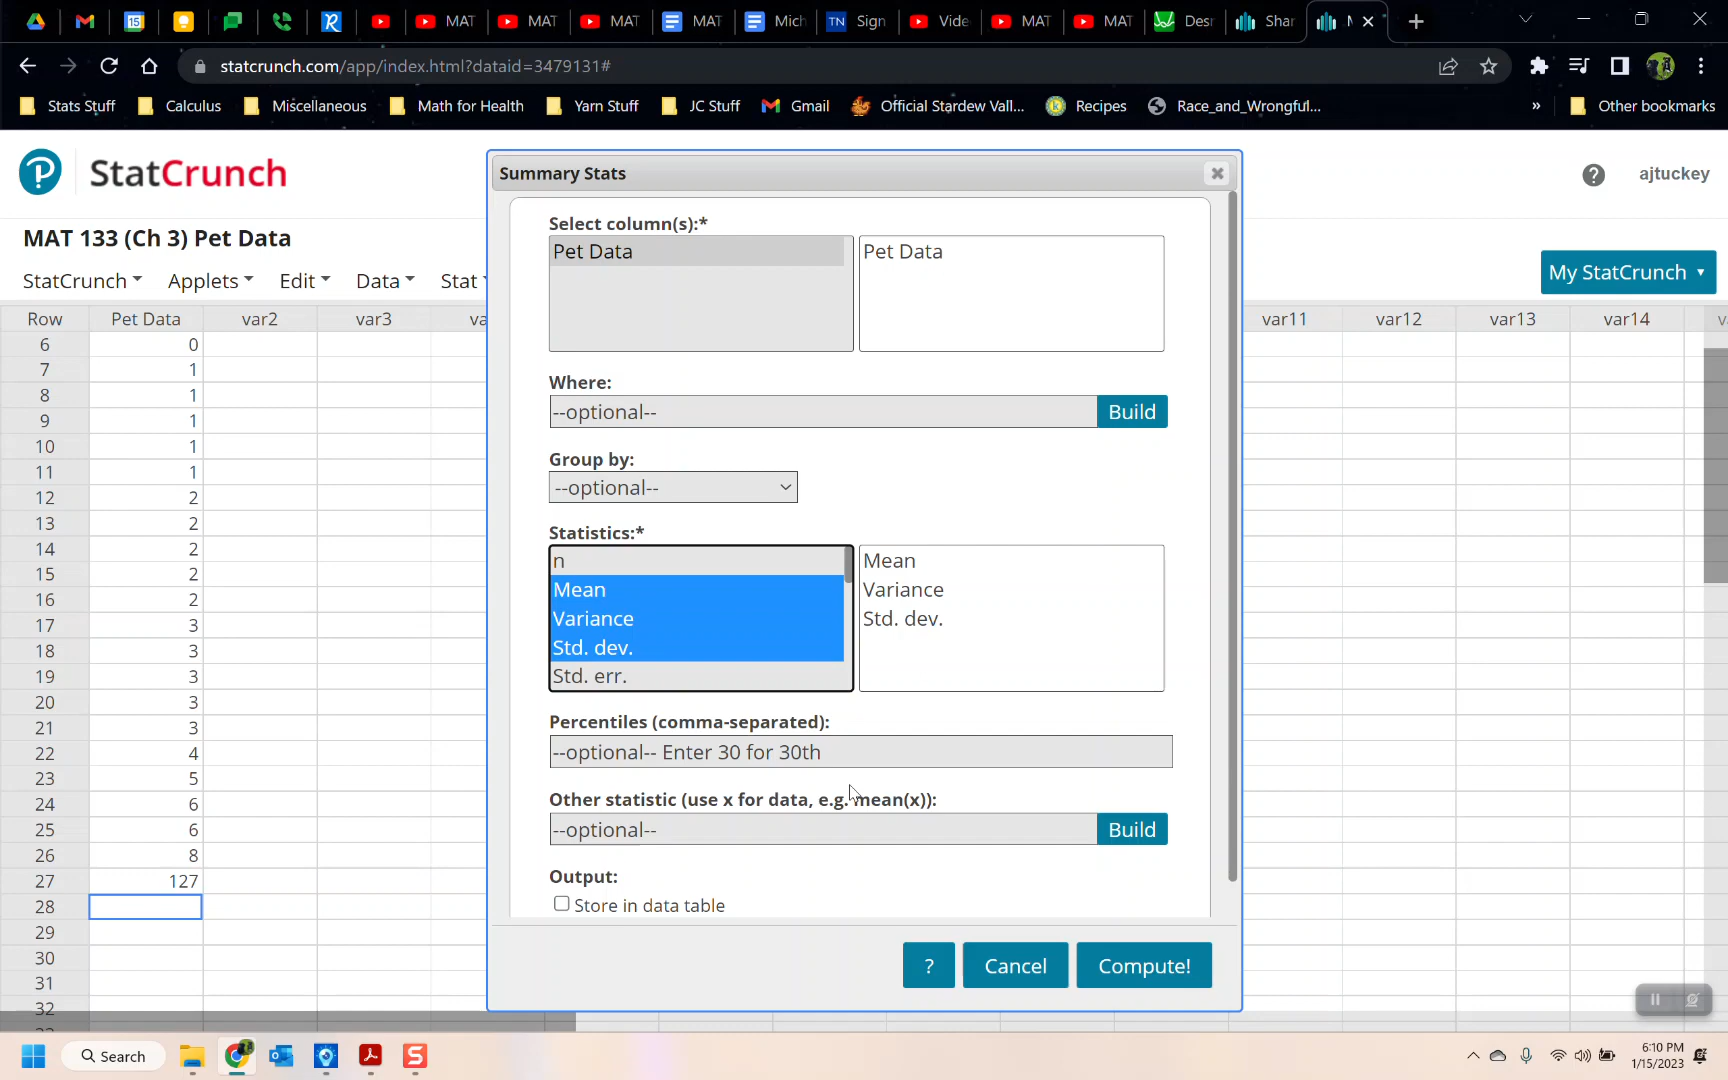 MAT
MAT
MAT
MAT
Mich
TN Sign
Vide
MAT
MAT
Desr
Shar
statcrunch.com/app/index.html?dataid=3479131#
Stats Stuff
Calculus
Miscellaneous
Math for Health
Yarn Stuff
JC Stuff
Gmail
Official Stardew Vall...
Recipes
Race_and_Wrongful...
»
Other bookmarks
StatCrunch
ajtuckey
MAT 133 (Ch 3) Pet Data
StatCrunch Applets Edit Data Stat
My StatCrunch
Row Pet Data var2 var3 va var11 var12 var13 var14
6 0
7 1
8 1
9 1
10 1
11 1
12 2
13 2
14 2
15 2
16 2
17 3
18 3
19 3
20 3
21 3
22 4
23 5
24 6
25 6
26 8
27 127
28
29
30
31
32
Summary Stats
Select column(s):*
Pet Data Pet Data
Where:
--optional-- Build
Group by:
--optional--
Statistics:*
n
Mean
Variance
Std. dev.
Std. err.
Mean
Variance
Std. dev.
Percentiles (comma-separated):
--optional-- Enter 30 for 30th
Other statistic (use x for data, e.g. mean(x)):
--optional-- Build
Output:
Store in data table
? Cancel Compute!
Search
6:10 PM
1/15/2023